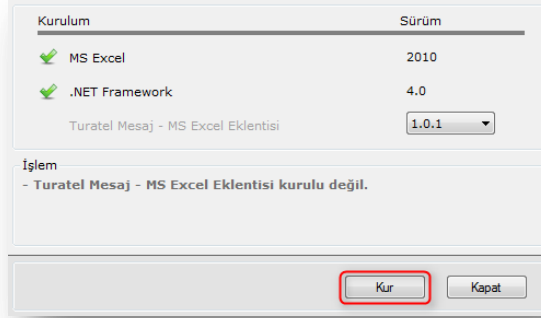 Kurulum Sürüm
MS Excel 2010
.NET Framework 4.0
Turatel Mesaj - MS Excel Eklentisi 1.0.1
İşlem
- Turatel Mesaj - MS Excel Eklentisi kurulu değil.
Kur Kapat